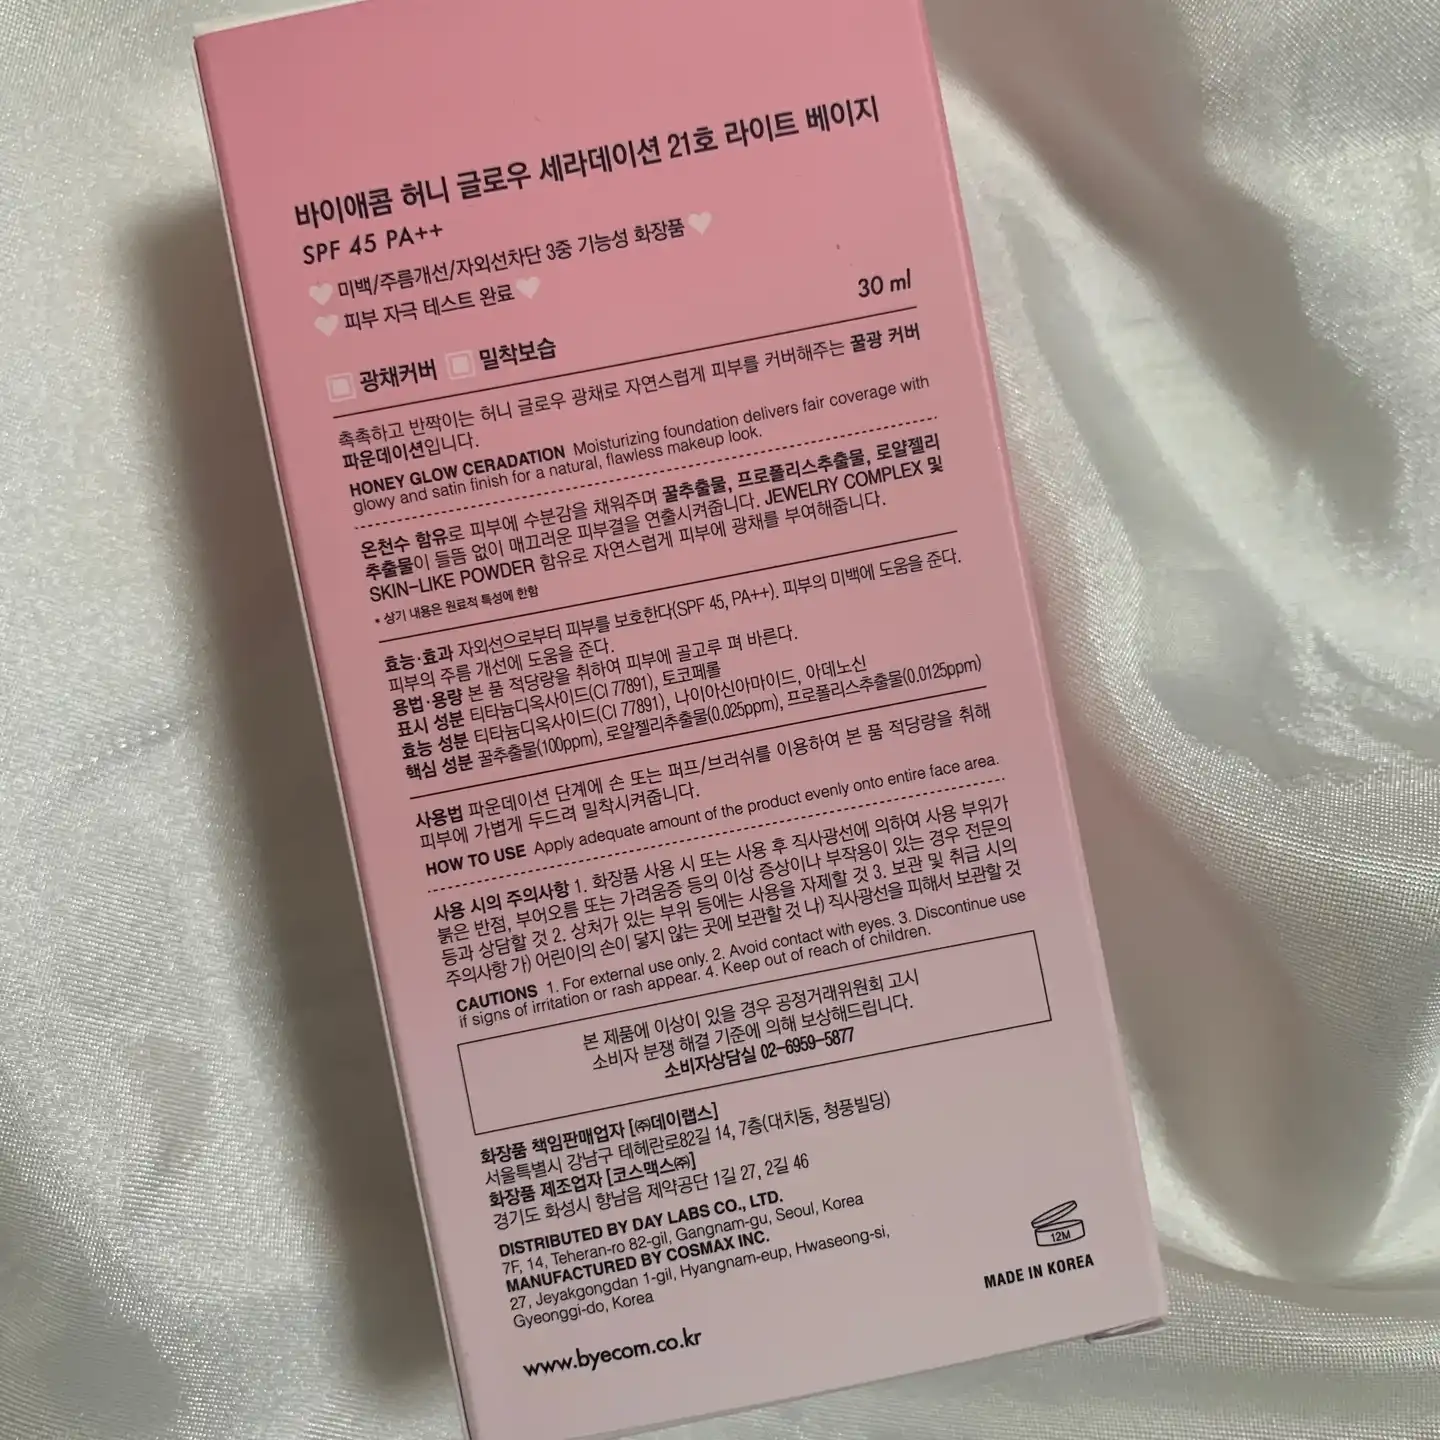 바이애콤 허니 글로우 세라데이션 21호 라이트 베이지
SPF 45 PA++
미백/주름개선/자외선차단 3중 기능성 화장품
피부 자극 테스트 완료
30 ml
광채커버 밀착보습
촉촉하고 반짝이는 허니 글로우 광채로 자연스럽게 피부를 커버해주는 꿀광 커버
파운데이션입니다.
HONEY GLOW CERADATION Moisturizing foundation delivers fair coverage with
glowy and satin finish for a natural, flawless makeup look.
온천수 함유로 피부에 수분감을 채워주며 꿀추출물, 프로폴리스추출물, 로얄젤리
추출물이 들뜸 없이 매끄러운 피부결을 연출시켜줍니다. JEWELRY COMPLEX 및
SKIN-LIKE POWDER 함유로 자연스럽게 피부에 광채를 부여해줍니다.
* 상기 내용은 원료적 특성에 한함
효능·효과 자외선으로부터 피부를 보호한다(SPF 45, PA++). 피부의 미백에 도움을 준다.
피부의 주름 개선에 도움을 준다.
용법·용량 본 품 적당량을 취하여 피부에 골고루 펴 바른다.
표시 성분 티타늄디옥사이드(CI 77891), 토코페롤
효능 성분 티타늄디옥사이드(CI 77891), 나이아신아마이드, 아데노신
핵심 성분 꿀추출물(100ppm), 로얄젤리추출물(0.025ppm), 프로폴리스추출물(0.0125ppm)
사용법 파운데이션 단계에 손 또는 퍼프/브러쉬를 이용하여 본 품 적당량을 취해
피부에 가볍게 두드려 밀착시켜줍니다.
HOW TO USE Apply adequate amount of the product evenly onto entire face area.
사용 시의 주의사항 1. 화장품 사용 시 또는 사용 후 직사광선에 의하여 사용 부위가
붉은 반점, 부어오름 또는 가려움증 등의 이상 증상이나 부작용이 있는 경우 전문의
등과 상담할 것 2. 상처가 있는 부위 등에는 사용을 자제할 것 3. 보관 및 취급 시의
주의사항 가) 어린이의 손이 닿지 않는 곳에 보관할 것 나) 직사광선을 피해서 보관할 것
CAUTIONS 1. For external use only. 2. Avoid contact with eyes. 3. Discontinue use
if signs of irritation or rash appear. 4. Keep out of reach of children.
본 제품에 이상이 있을 경우 공정거래위원회 고시
소비자 분쟁 해결 기준에 의해 보상해드립니다.
소비자상담실 02-6959-5877
화장품 책임판매업자 [㈜데이랩스]
서울특별시 강남구 테헤란로82길 14, 7층(대치동, 청풍빌딩)
화장품 제조업자 [코스맥스㈜]
경기도 화성시 향남읍 제약공단 1길 27, 2길 46
DISTRIBUTED BY DAY LABS CO., LTD.
7F, 14, Teheran-ro 82-gil, Gangnam-gu, Seoul, Korea
MANUFACTURED BY COSMAX INC.
27, Jeyakgongdan 1-gil, Hyangnam-eup, Hwaseong-si,
Gyeonggi-do, Korea
12M
MADE IN KOREA
www.byecom.co.kr